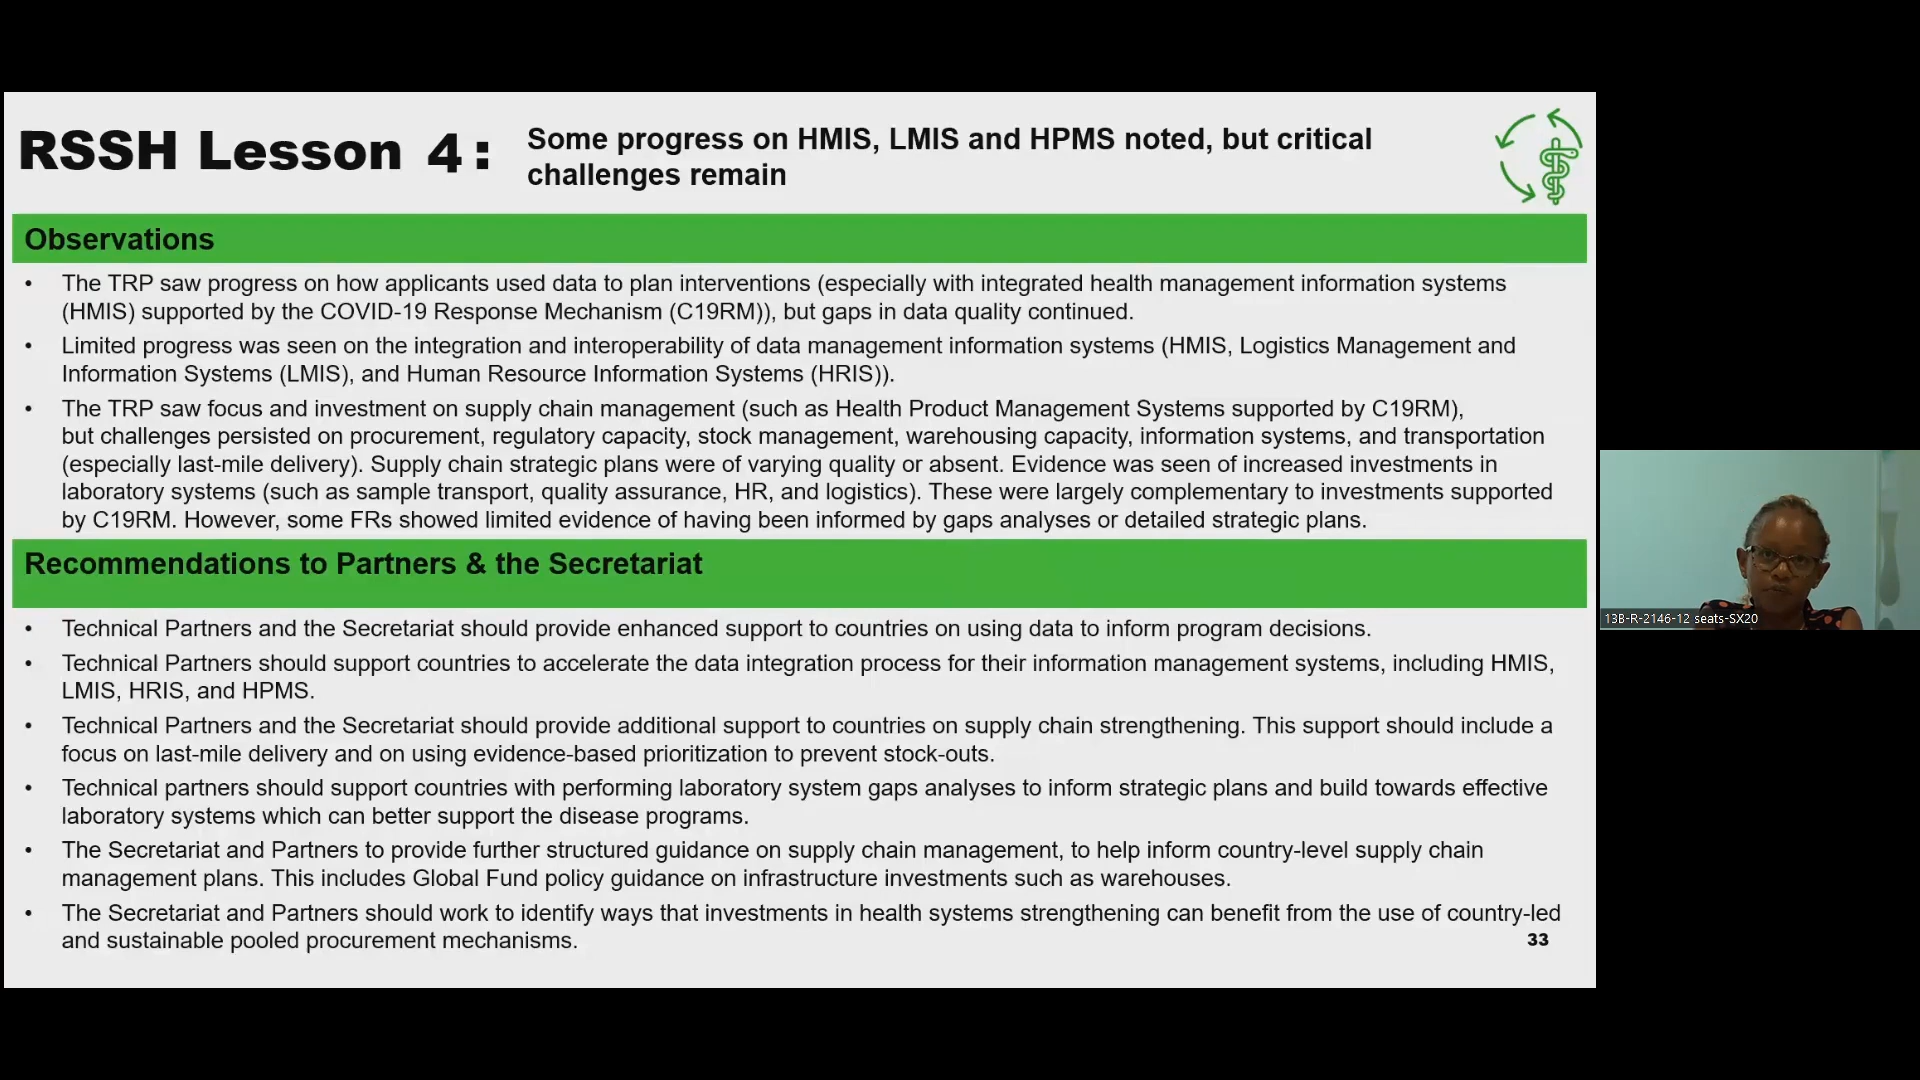 RSSH Lesson 4:
Some progress on HMIS, LMIS and HPMS noted, but critical
challenges remain
Observations
• The TRP saw progress on how applicants used data to plan interventions (especially with integrated health management information systems
(HMIS) supported by the COVID-19 Response Mechanism (C19RM)), but gaps in data quality continued.
• Limited progress was seen on the integration and interoperability of data management information systems (HMIS, Logistics Management and
Information Systems (LMIS), and Human Resource Information Systems (HRIS)).
• The TRP saw focus and investment on supply chain management (such as Health Product Management Systems supported by C19RM),
but challenges persisted on procurement, regulatory capacity, stock management, warehousing capacity, information systems, and transportation
(especially last-mile delivery). Supply chain strategic plans were of varying quality or absent. Evidence was seen of increased investments in
laboratory systems (such as sample transport, quality assurance, HR, and logistics). These were largely complementary to investments supported
by C19RM. However, some FRs showed limited evidence of having been informed by gaps analyses or detailed strategic plans.
Recommendations to Partners & the Secretariat
• Technical Partners and the Secretariat should provide enhanced support to countries on using data to inform program decisions.
• Technical Partners should support countries to accelerate the data integration process for their information management systems, including HMIS,
LMIS, HRIS, and HPMS.
• Technical Partners and the Secretariat should provide additional support to countries on supply chain strengthening. This support should include a
focus on last-mile delivery and on using evidence-based prioritization to prevent stock-outs.
• Technical partners should support countries with performing laboratory system gaps analyses to inform strategic plans and build towards effective
laboratory systems which can better support the disease programs.
• The Secretariat and Partners to provide further structured guidance on supply chain management, to help inform country-level supply chain
management plans. This includes Global Fund policy guidance on infrastructure investments such as warehouses.
• The Secretariat and Partners should work to identify ways that investments in health systems strengthening can benefit from the use of country-led
and sustainable pooled procurement mechanisms.
33
13B-R-2146-12 seats-SX20